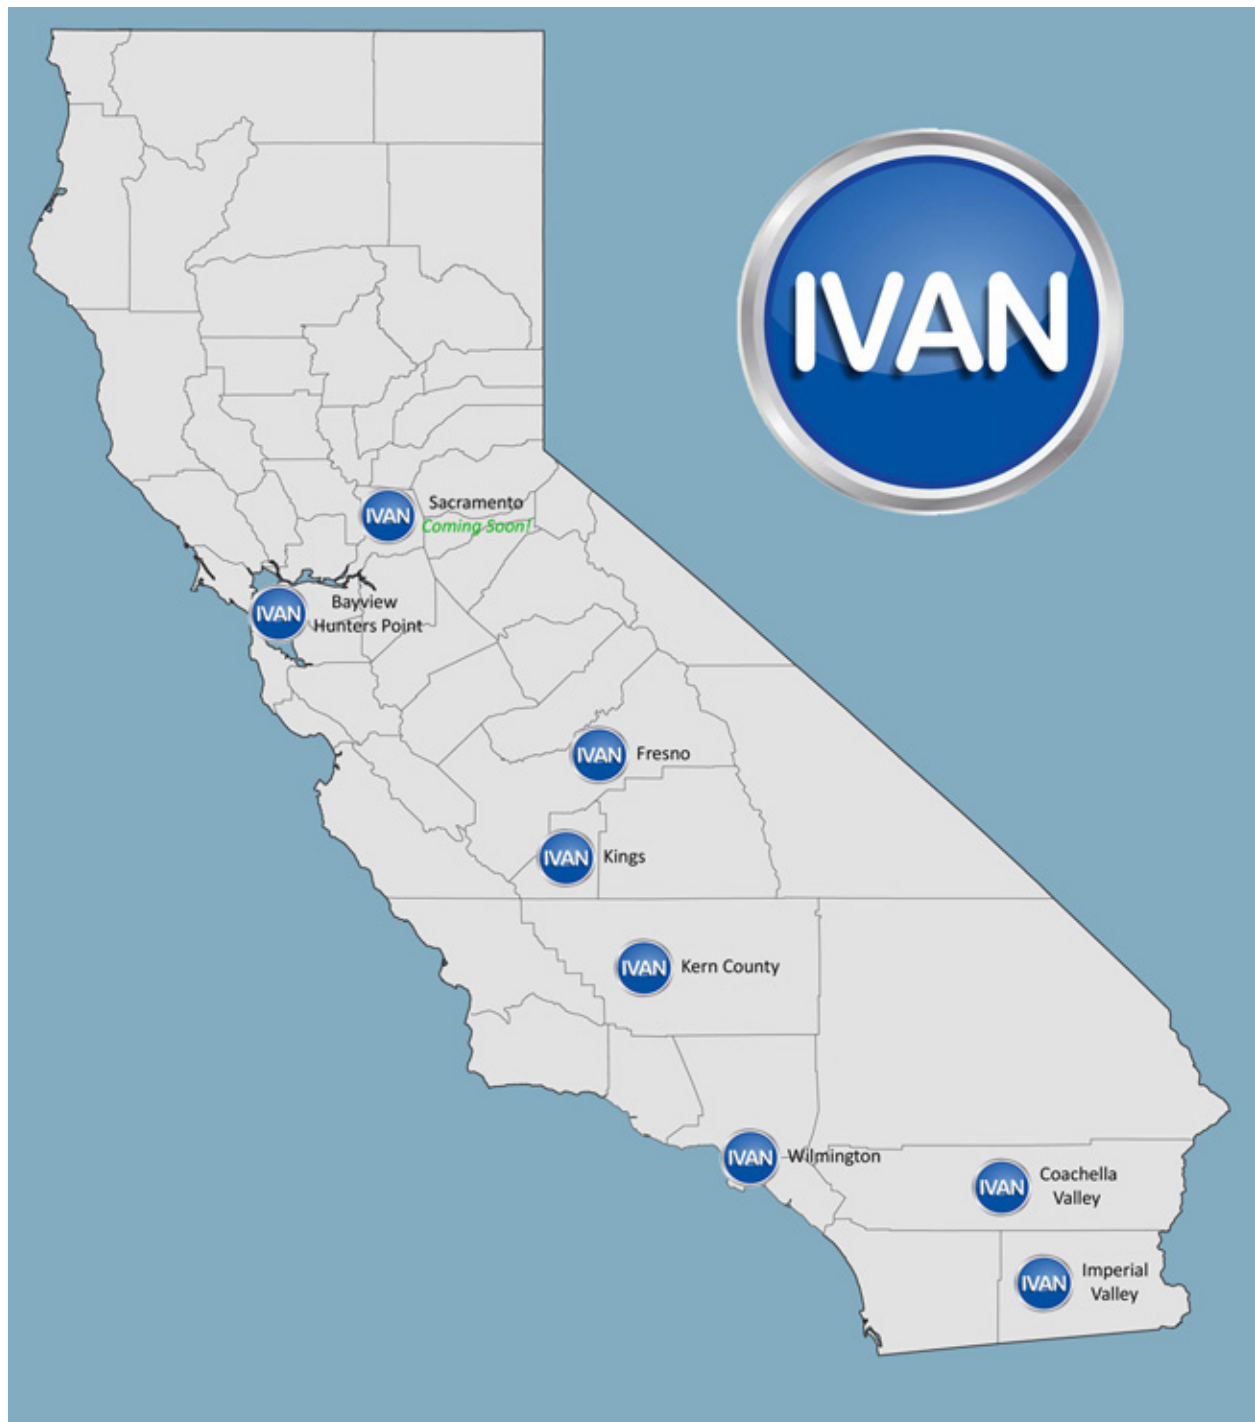 IVAN
IVAN
Sacramento
Coming Soon!
IVAN
Bayview
Hunters Point
IVAN
Fresno
IVAN
Kings
IVAN
Kern County
IVAN
Wilmington
IVAN
Coachella
Valley
IVAN
Imperial
Valley